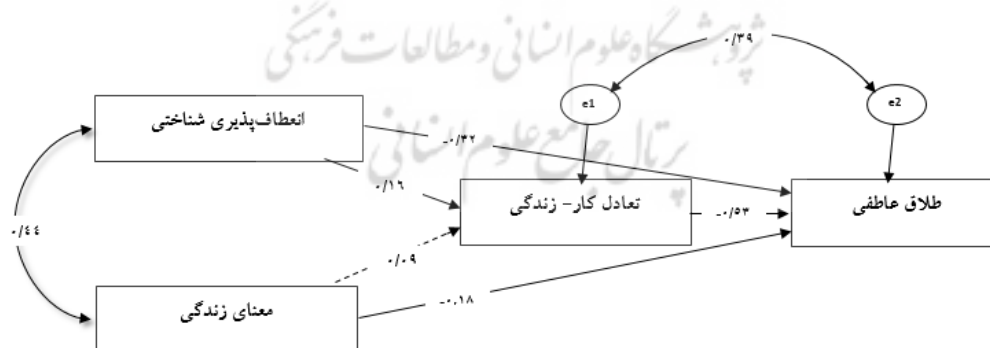 پژوهشگاه علوم انسانی و مطالعات فرهنگی
۰/۳۹
e1
e2
انعطاف‌پذیری شناختی
-۰/۳۲
پرتال جامع علوم انسانی
۰/۱۶
تعادل کار- زندگی
-۰/۵۳
طلاق عاطفی
۰/٤٤
۰/۰۹
معنای زندگی
-۰.۱۸